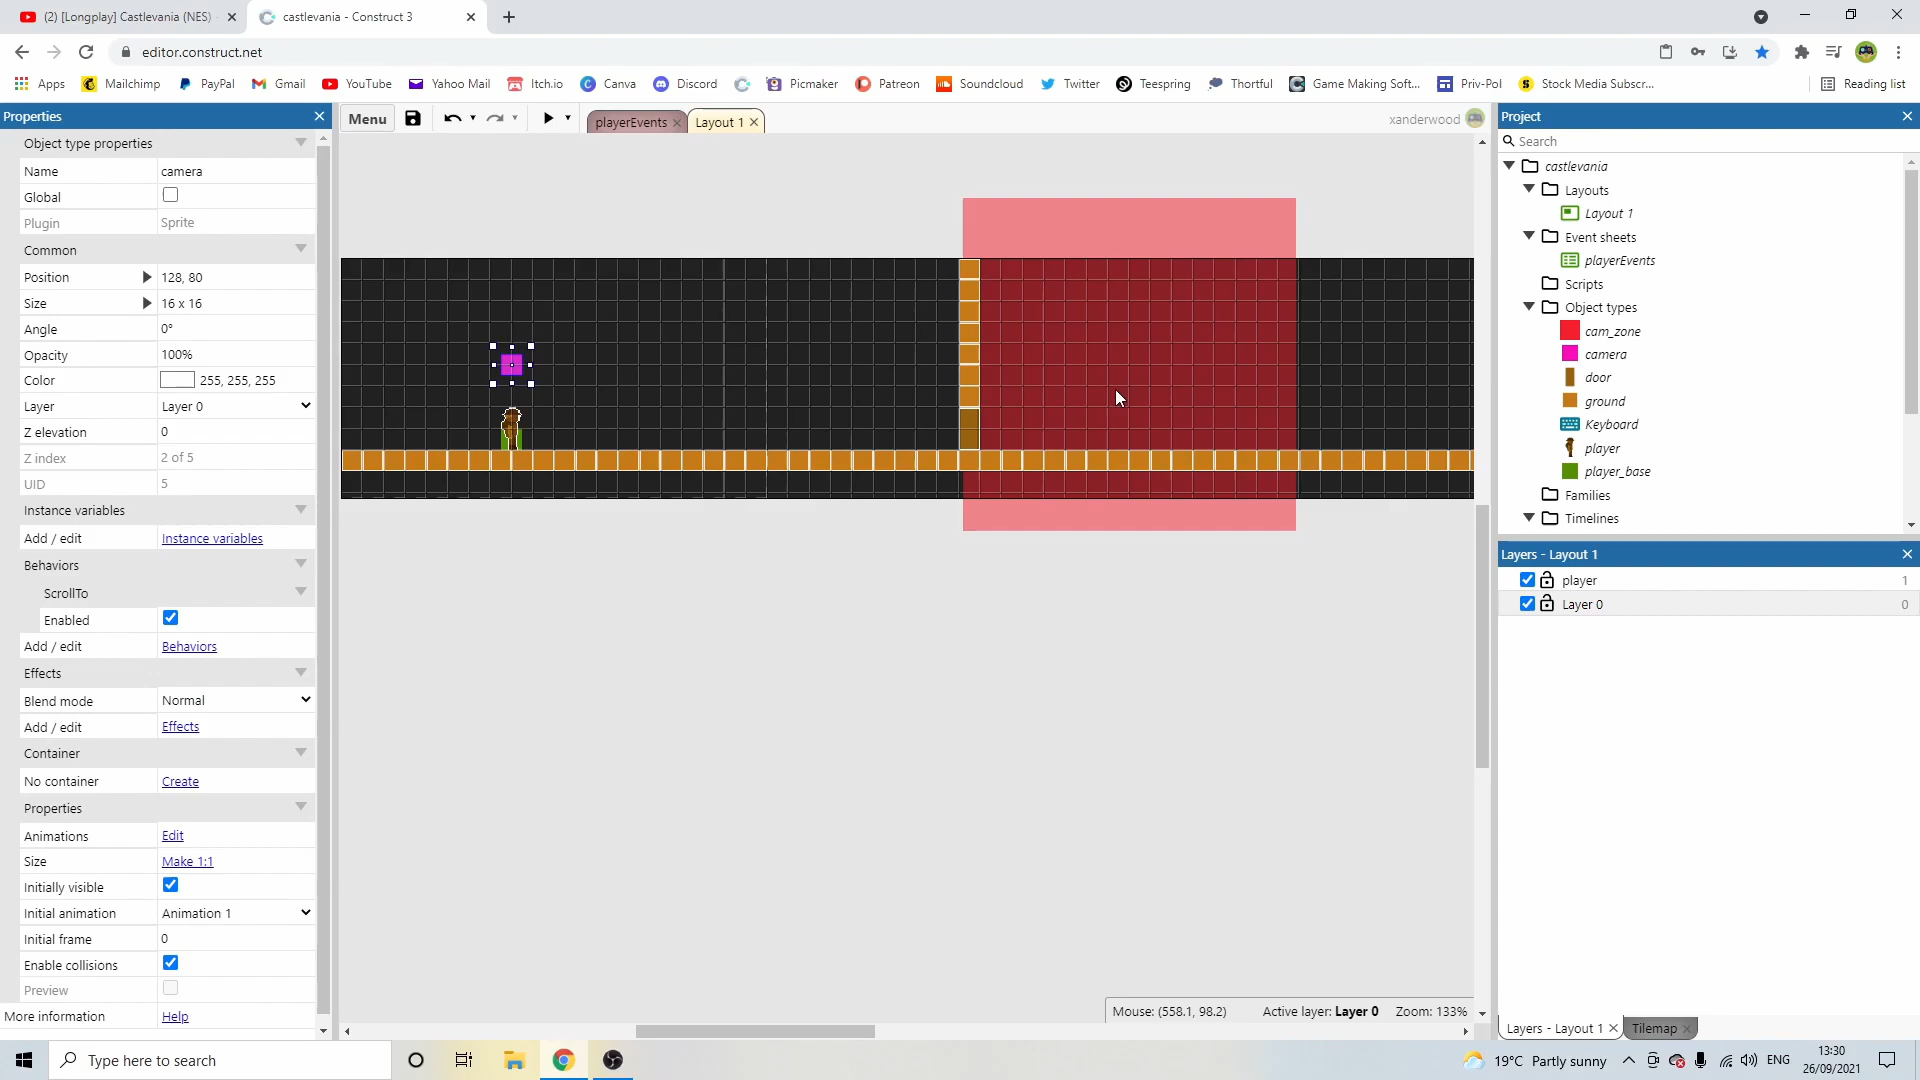 (2) [Longplay] Castlevania (NES)
castlevania - Construct 3
editor.construct.net
Apps
Mailchimp
PayPal
Gmail
YouTube
Yahoo Mail
Itch.io
Canva
Discord
Picmaker
Patreon
Soundcloud
Twitter
Teespring
Thortful
Game Making Soft...
Priv-Pol
Stock Media Subscr...
Reading list
Properties
Object type properties
Name camera
Global
Plugin Sprite
Common
Position 128, 80
Size 16 x 16
Angle 0°
Opacity 100%
Color 255, 255, 255
Layer Layer 0
Z elevation 0
Z index 2 of 5
UID 5
Instance variables
Add / edit Instance variables
Behaviors
ScrollTo
Enabled
Add / edit Behaviors
Effects
Blend mode Normal
Add / edit Effects
Container
No container Create
Properties
Animations Edit
Size Make 1:1
Initially visible
Initial animation Animation 1
Initial frame 0
Enable collisions
Preview
More information Help
Menu
playerEvents
Layout 1
xanderwood
Mouse: (558.1, 98.2) Active layer: Layer 0 Zoom: 133%
Project
Search
castlevania
Layouts
Layout 1
Event sheets
playerEvents
Scripts
Object types
cam_zone
camera
door
ground
Keyboard
player
player_base
Families
Timelines
Layers - Layout 1
player 1
Layer 0 0
Layers - Layout 1
Tilemap
Type here to search
19°C Partly sunny
ENG
13:30
26/09/2021